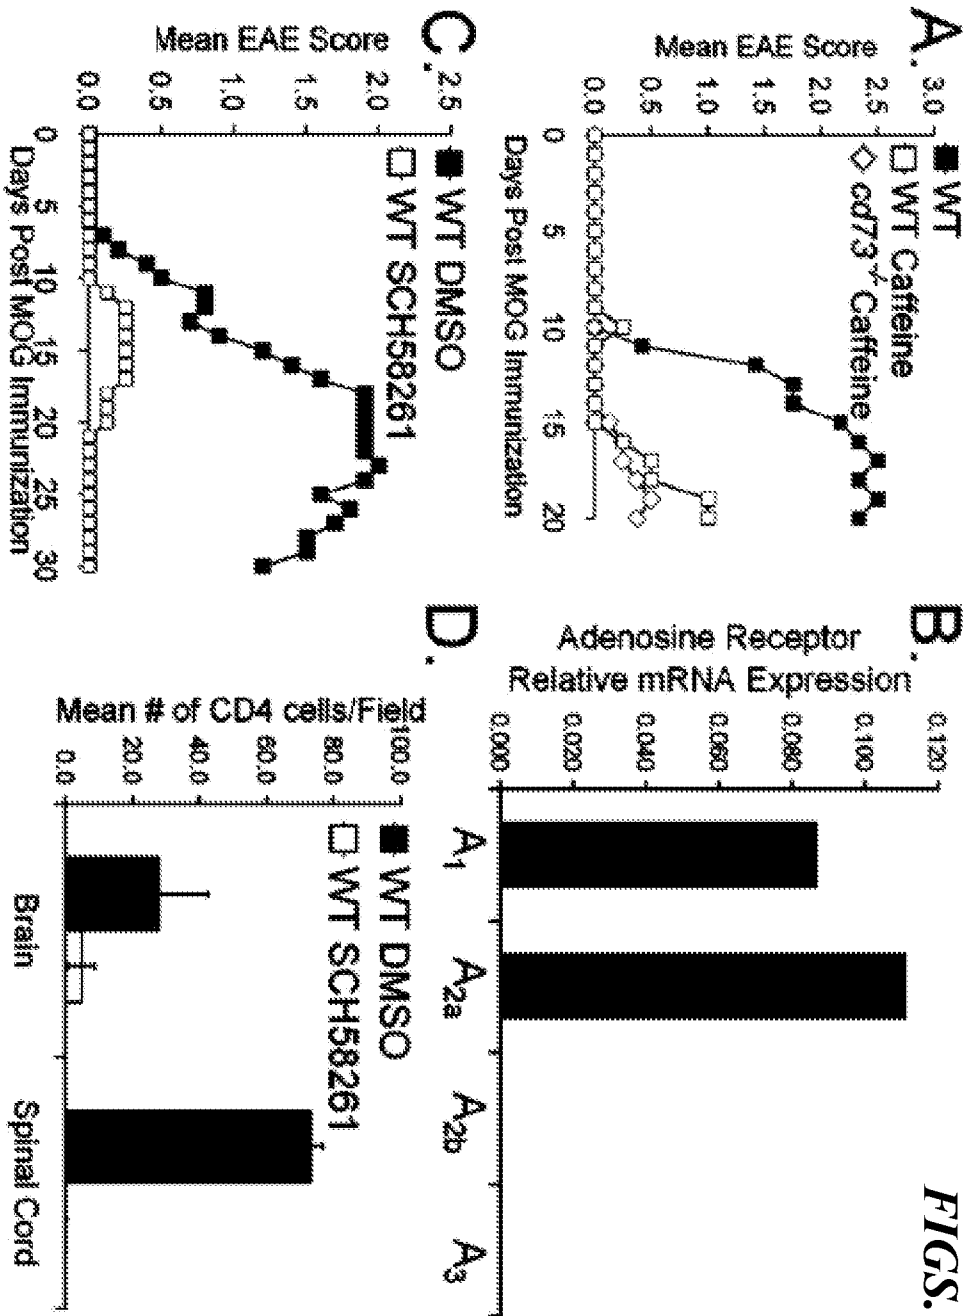 FIGS.
A.
■ WT
□ WT Caffeine
◇ cd73-/- Caffeine
Mean EAE Score
3.0
2.5
2.0
1.5
1.0
0.5
0.0
0 5 10 15 20
Days Post MOG Immunization
B.
Adenosine Receptor
Relative mRNA Expression
0.120
0.100
0.080
0.060
0.040
0.020
0.000
A1 A2a A2b A3
C.
■ WT DMSO
□ WT SCH58261
Mean EAE Score
2.5
2.0
1.5
1.0
0.5
0.0
0 5 10 15 20 25 30
Days Post MOG Immunization
D.
■ WT DMSO
□ WT SCH58261
Mean # of CD4 cells/Field
100.0
80.0
60.0
40.0
20.0
0.0
Brain Spinal Cord